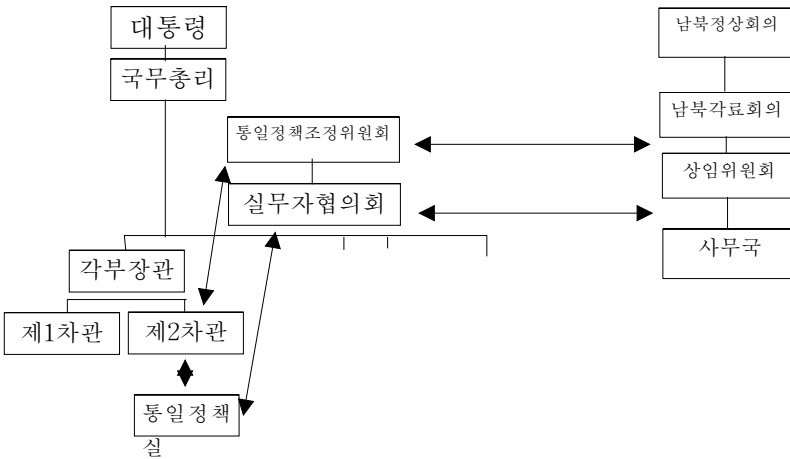 대통령
국무총리
통일정책조정위원회
실무자협의회
각부장관
제1차관
제2차관
통일정책
실
남북정상회의
남북각료회의
상임위원회
사무국